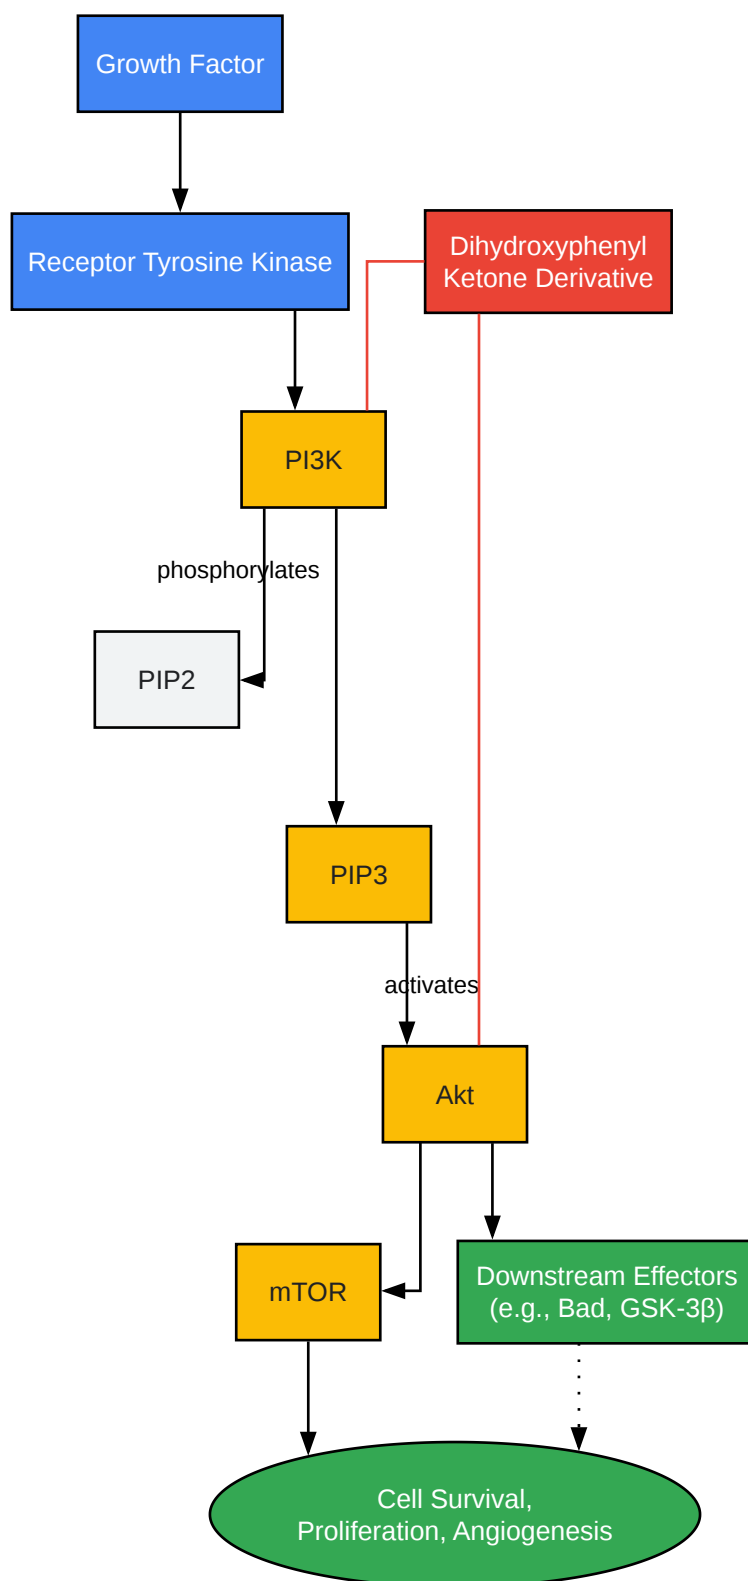 Growth Factor
Receptor Tyrosine Kinase
Dihydroxyphenyl
Ketone Derivative
PI3K
phosphorylates
PIP2
PIP3
activates
Akt
mTOR
Downstream Effectors
(e.g., Bad, GSK-3β)
Cell Survival,
Proliferation, Angiogenesis